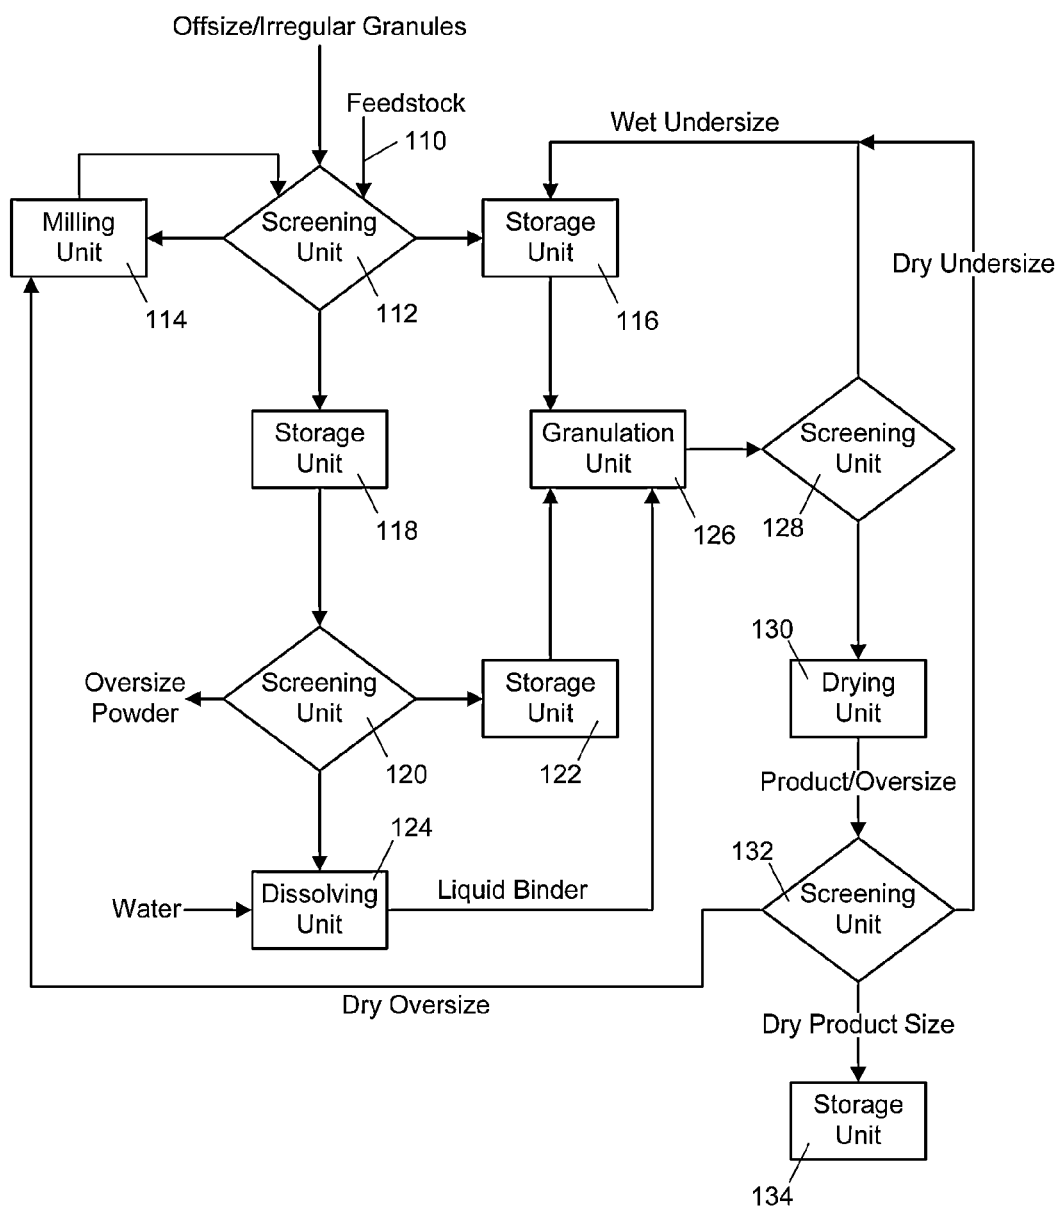 Offsize/Irregular Granules
Feedstock
110
Wet Undersize
Milling
Unit
114
Screening
Unit
112
Storage
Unit
116
Dry Undersize
Storage
Unit
118
Granulation
Unit
126
Screening
Unit
128
Oversize
Powder
Screening
Unit
120
Storage
Unit
122
130
Drying
Unit
Product/Oversize
124
Water
Dissolving
Unit
Liquid Binder
132
Screening
Unit
Dry Oversize
Dry Product Size
Storage
Unit
134